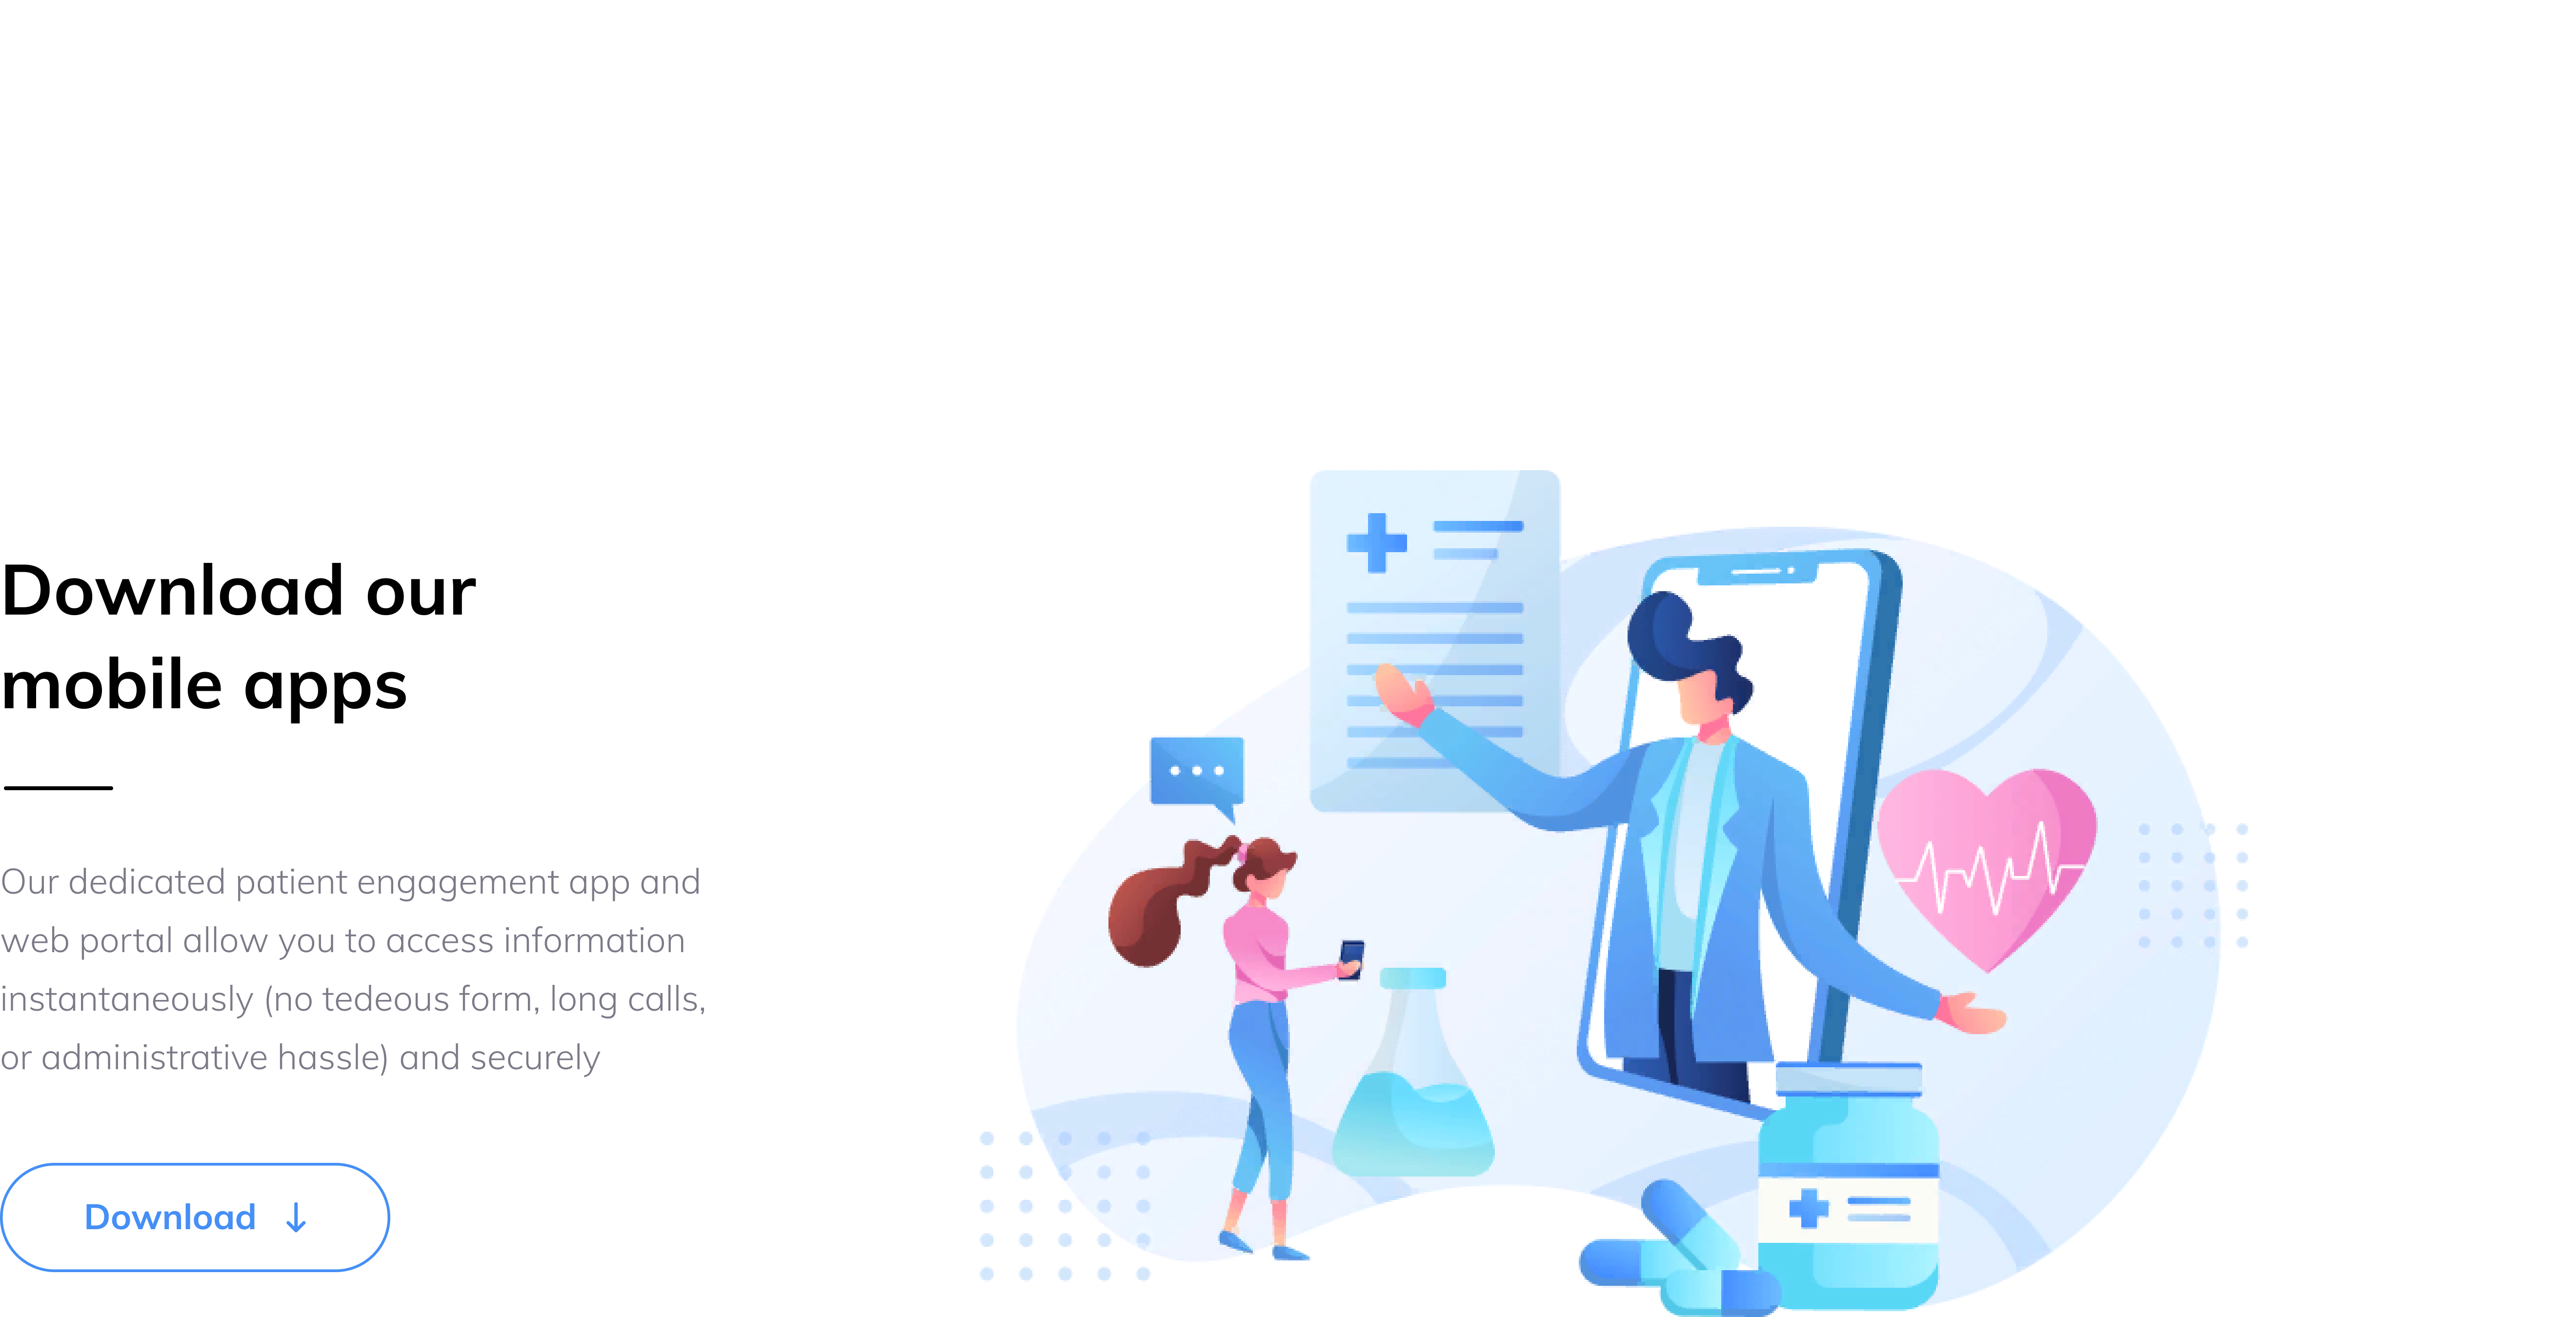 Download our
mobile apps
Our dedicated patient engagement app and
web portal allow you to access information
instantaneously (no tedeous form, long calls,
or administrative hassle) and securely
Download